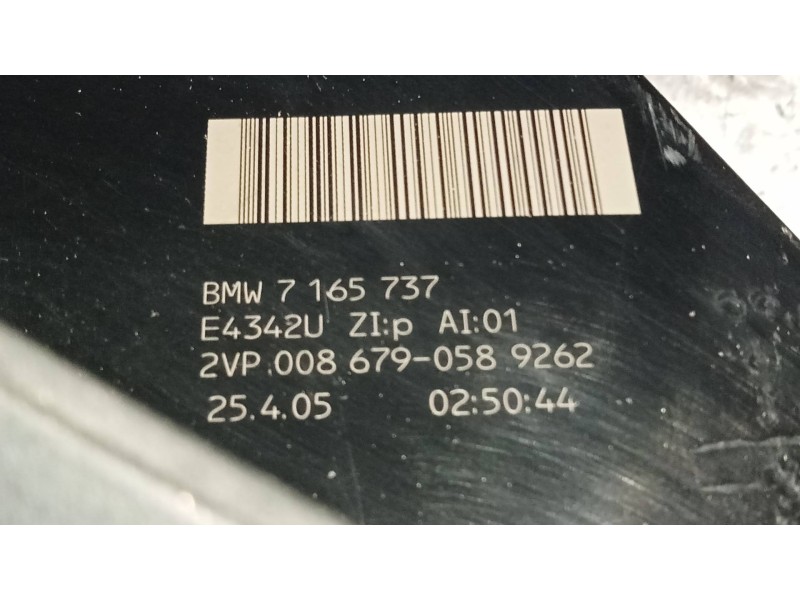 BMW 7 165 737
E4342U ZI:p AI:01
2VP.008 679-058 9262
25.4.05 02:50:44